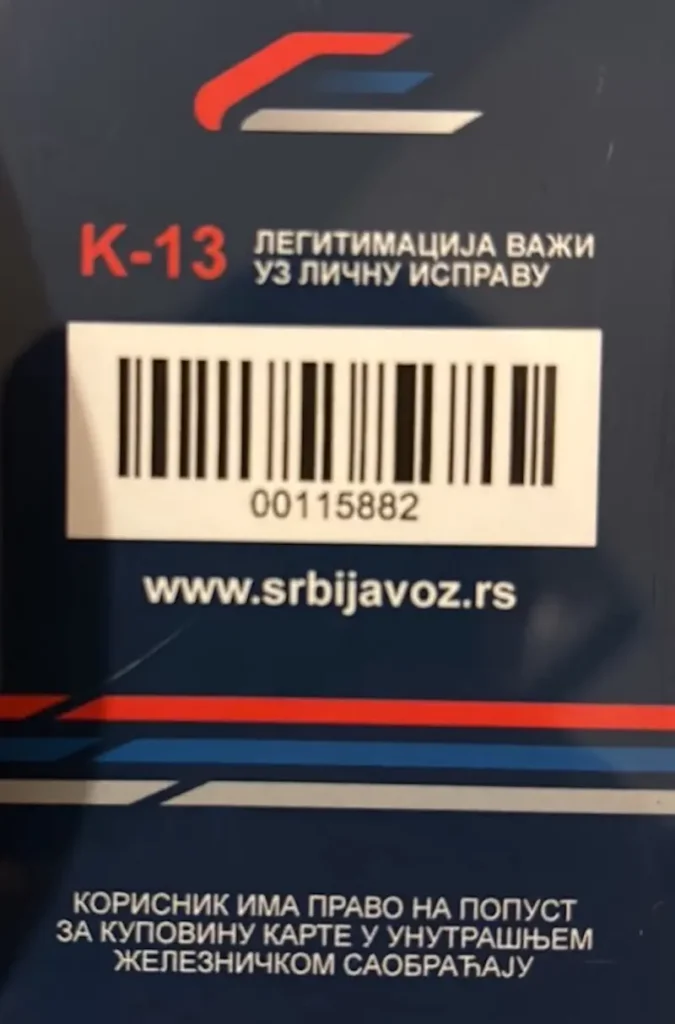 К-13
ЛЕГИТИМАЦИЈА ВАЖИ
УЗ ЛИЧНУ ИСПРАВУ
00115882
www.srbijavoz.rs
КОРИСНИК ИМА ПРАВО НА ПОПУСТ
ЗА КУПОВИНУ КАРТЕ У УНУТРАШЊЕМ
ЖЕЛЕЗНИЧКОМ САОБРАЋАЈУ